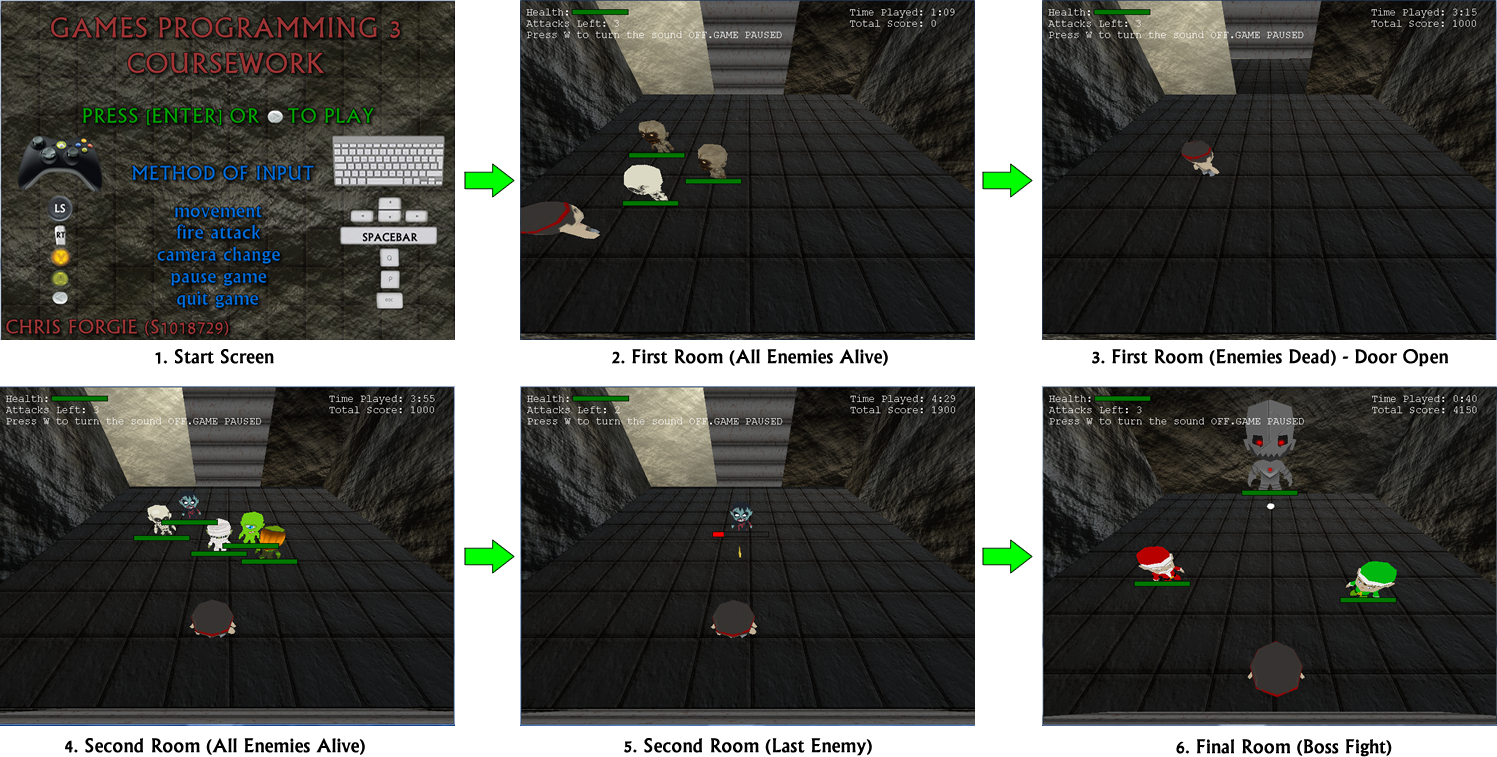 GAMES PROGRAMMING 3
COURSEWORK
PRESS [ENTER] OR TO PLAY
METHOD OF INPUT
LS
movement
RT
fire attack
SPACEBAR
Y
camera change
Q
pause game
P
quit game
ESC
CHRIS FORGIE (S1018729)
1. Start Screen
Health:
Attacks Left: 3
Press W to turn the sound OFF.GAME PAUSED
Time Played: 1:09
Total Score: 0
2. First Room (All Enemies Alive)
Health:
Attacks Left: 3
Press W to turn the sound OFF.GAME PAUSED
Time Played: 3:15
Total Score: 1000
3. First Room (Enemies Dead) - Door Open
Health:
Attacks Left: 3
Press W to turn the sound OFF.GAME PAUSED
Time Played: 3:55
Total Score: 1000
4. Second Room (All Enemies Alive)
Health:
Attacks Left: 2
Press W to turn the sound OFF.GAME PAUSED
Time Played: 4:29
Total Score: 1900
5. Second Room (Last Enemy)
Health:
Attacks Left: 3
Press W to turn the sound OFF.GAME PAUSED
Time Played: 0:40
Total Score: 4150
6. Final Room (Boss Fight)